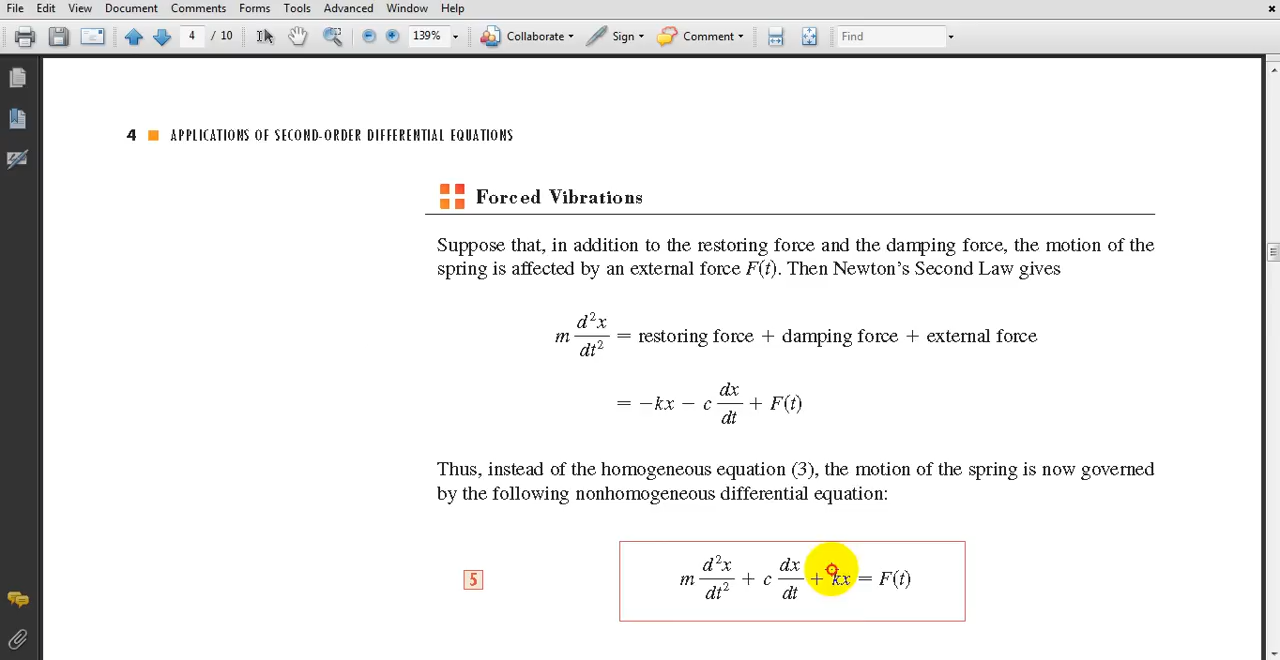 File Edit View Document Comments Forms Tools Advanced Window Help ×
4 / 10 139% Collaborate Sign Comment Find
4 APPLICATIONS OF SECOND-ORDER DIFFERENTIAL EQUATIONS
Forced Vibrations
Suppose that, in addition to the restoring force and the damping force, the motion of the
spring is affected by an external force F(t). Then Newton's Second Law gives
m d²x/dt² = restoring force + damping force + external force
= −kx − c dx/dt + F(t)
Thus, instead of the homogeneous equation (3), the motion of the spring is now governed
by the following nonhomogeneous differential equation:
5 m d²x/dt² + c dx/dt + kx = F(t)